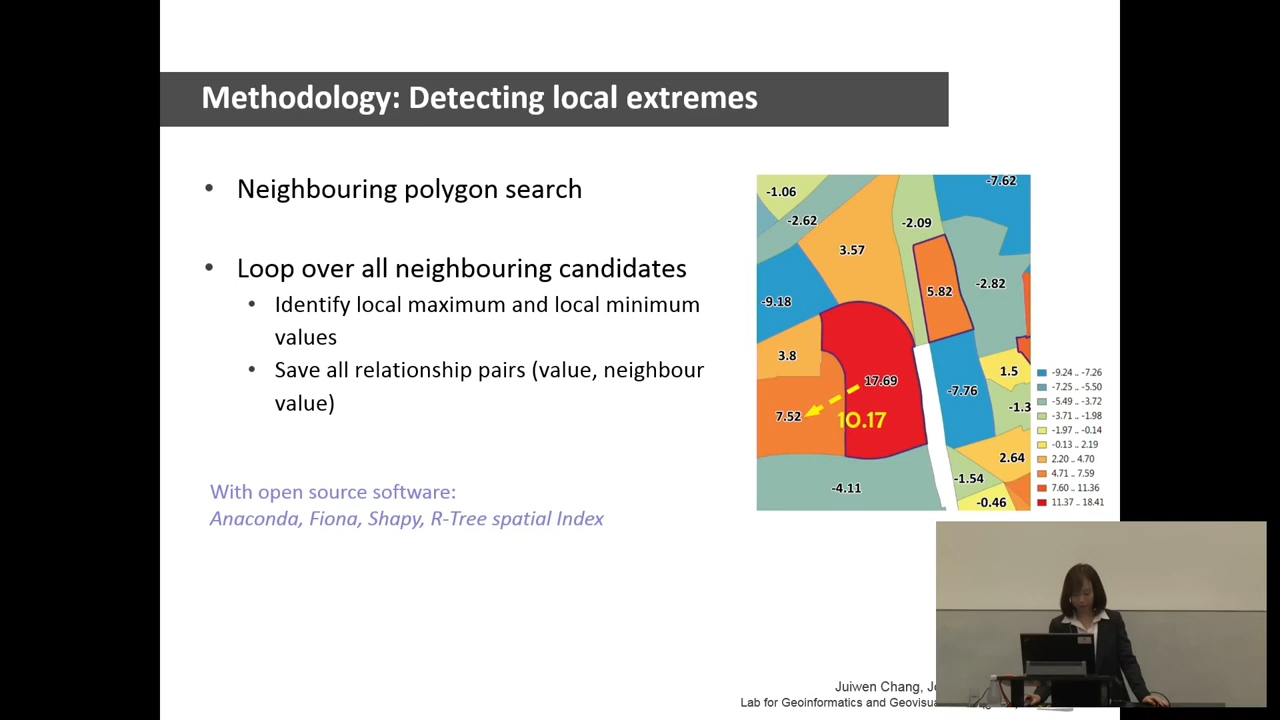 Methodology: Detecting local extremes
• Neighbouring polygon search
• Loop over all neighbouring candidates
• Identify local maximum and local minimum
values
• Save all relationship pairs (value, neighbour
value)
With open source software:
Anaconda, Fiona, Shapy, R-Tree spatial Index
-1.06
-7.62
-2.62
-2.09
3.57
-2.82
5.82
-9.18
3.8
1.5
17.69
-7.76
7.52
10.17
-1.3
2.64
-4.11
-1.54
-0.46
-9.24 .. -7.26
-7.25 .. -5.50
-5.49 .. -3.72
-3.71 .. -1.98
-1.97 .. -0.14
-0.13 .. 2.19
2.20 .. 4.70
4.71 .. 7.59
7.60 .. 11.36
11.37 .. 18.41
Juiwen Chang,
Lab for Geoinformatics and